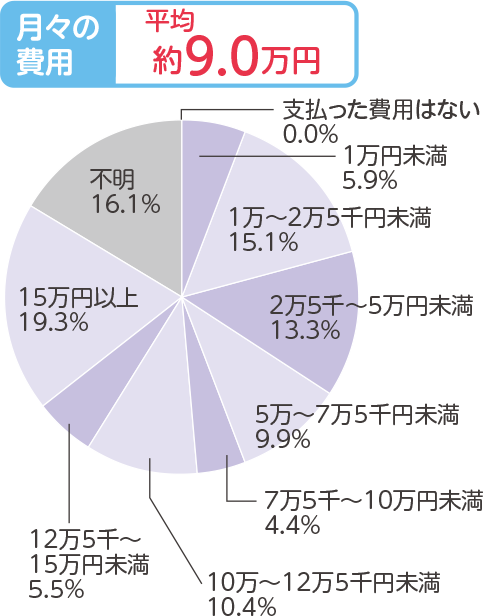 月々の
費用
平均
約9.0万円
支払った費用はない
0.0%
1万円未満
5.9%
1万〜2万5千円未満
15.1%
2万5千〜5万円未満
13.3%
5万〜7万5千円未満
9.9%
7万5千〜10万円未満
4.4%
10万〜12万5千円未満
10.4%
12万5千〜
15万円未満
5.5%
15万円以上
19.3%
不明
16.1%